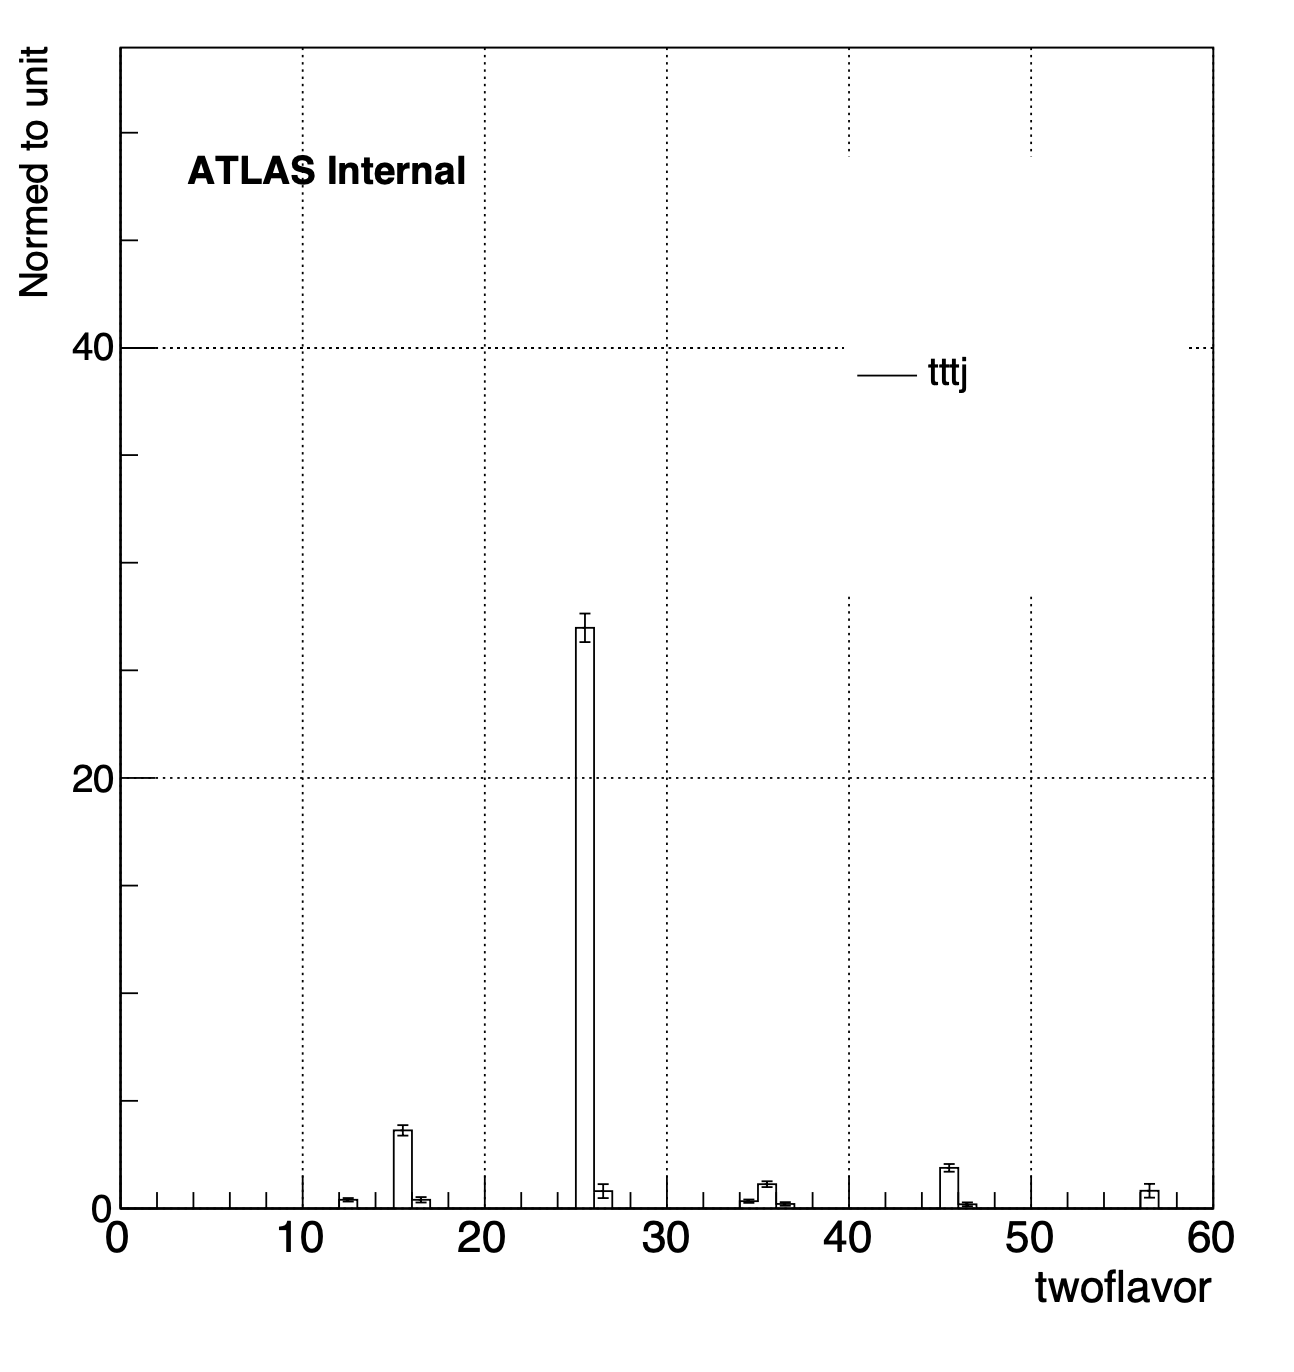 Normed to unit
ATLAS Internal
40
tttj
20
0
0 10 20 30 40 50 60
twoflavor